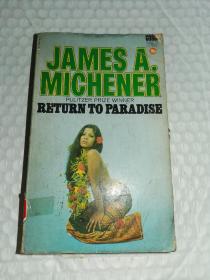 JAMES A.
MICHENER
PULITZER PRIZE WINNER
RETURN TO PARADISE